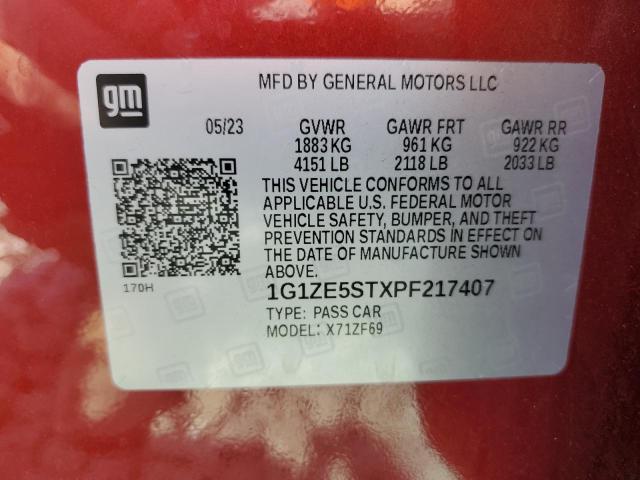 gm
MFD BY GENERAL MOTORS LLC
05/23 GVWR GAWR FRT GAWR RR
1883 KG 961 KG 922 KG
4151 LB 2118 LB 2033 LB
THIS VEHICLE CONFORMS TO ALL
APPLICABLE U.S. FEDERAL MOTOR
VEHICLE SAFETY, BUMPER, AND THEFT
PREVENTION STANDARDS IN EFFECT ON
THE DATE OF MANUFACTURE SHOWN
ABOVE.
170H
1G1ZE5STXPF217407
TYPE: PASS CAR
MODEL: X71ZF69